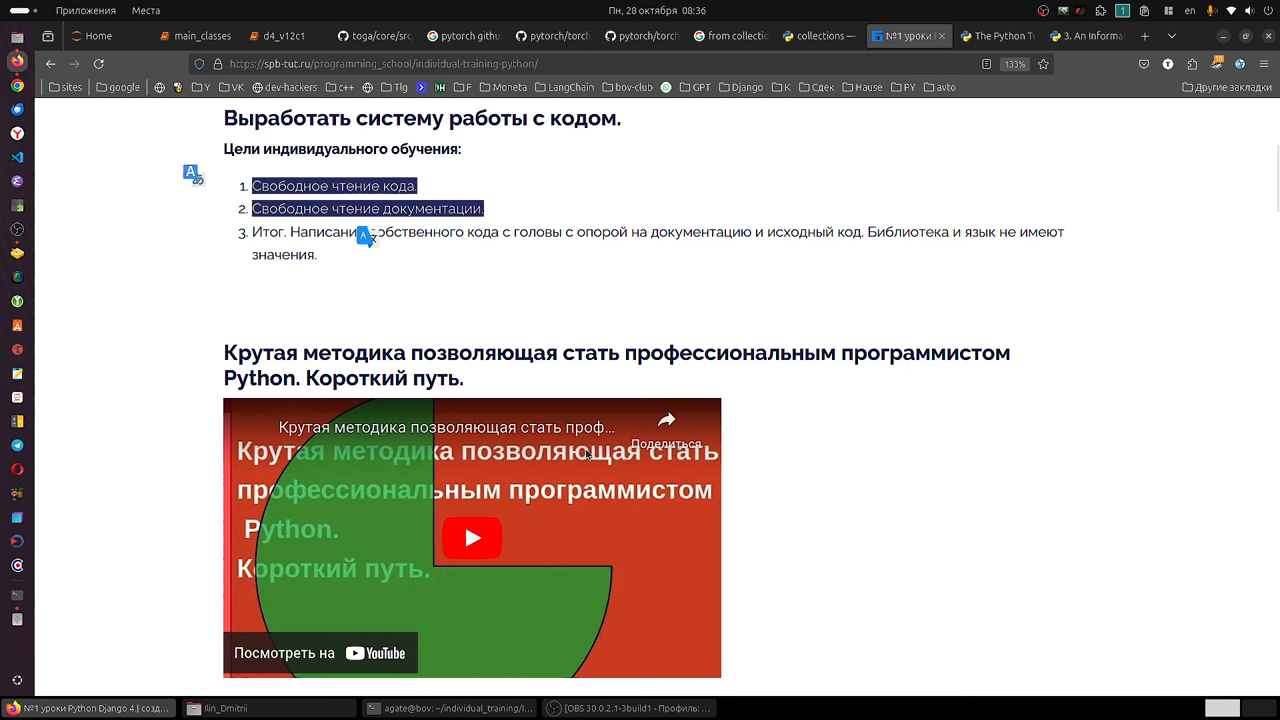 Приложения Места Пн, 28 октября 08:36 1 en
Home main_classes d4_v12c1 toga/core/src, pytorch githu pytorch/torch pytorch/torch from collectio collections — №1 уроки P The Python Tu 3. An Informa
https://spb-tut.ru/programming_school/individual-training-python/ 133%
sites google Y VK dev-hackers c++ Tlg F Moneta LangChain bov-club GPT Django K Сдек Hause PY avto Другие закладки
Выработать систему работы с кодом.
Цели индивидуального обучения:
1. Свободное чтение кода.
2. Свободное чтение документации.
3. Итог. Написани собственного кода с головы с опорой на документацию и исходный код. Библиотека и язык не имеют
значения.
Крутая методика позволяющая стать профессиональным программистом
Python. Короткий путь.
Крутая методика позволяющая стать проф...
Поделиться
Крутая методика позволяющая стать
профессиональным программистом
Python.
Короткий путь.
Посмотреть на YouTube
№1 уроки Python Django 4.| созд... Ilin_Dmitrii agate@bov: ~/individual_training/I... [OBS 30.0.2.1-3build1 - Профиль: ...